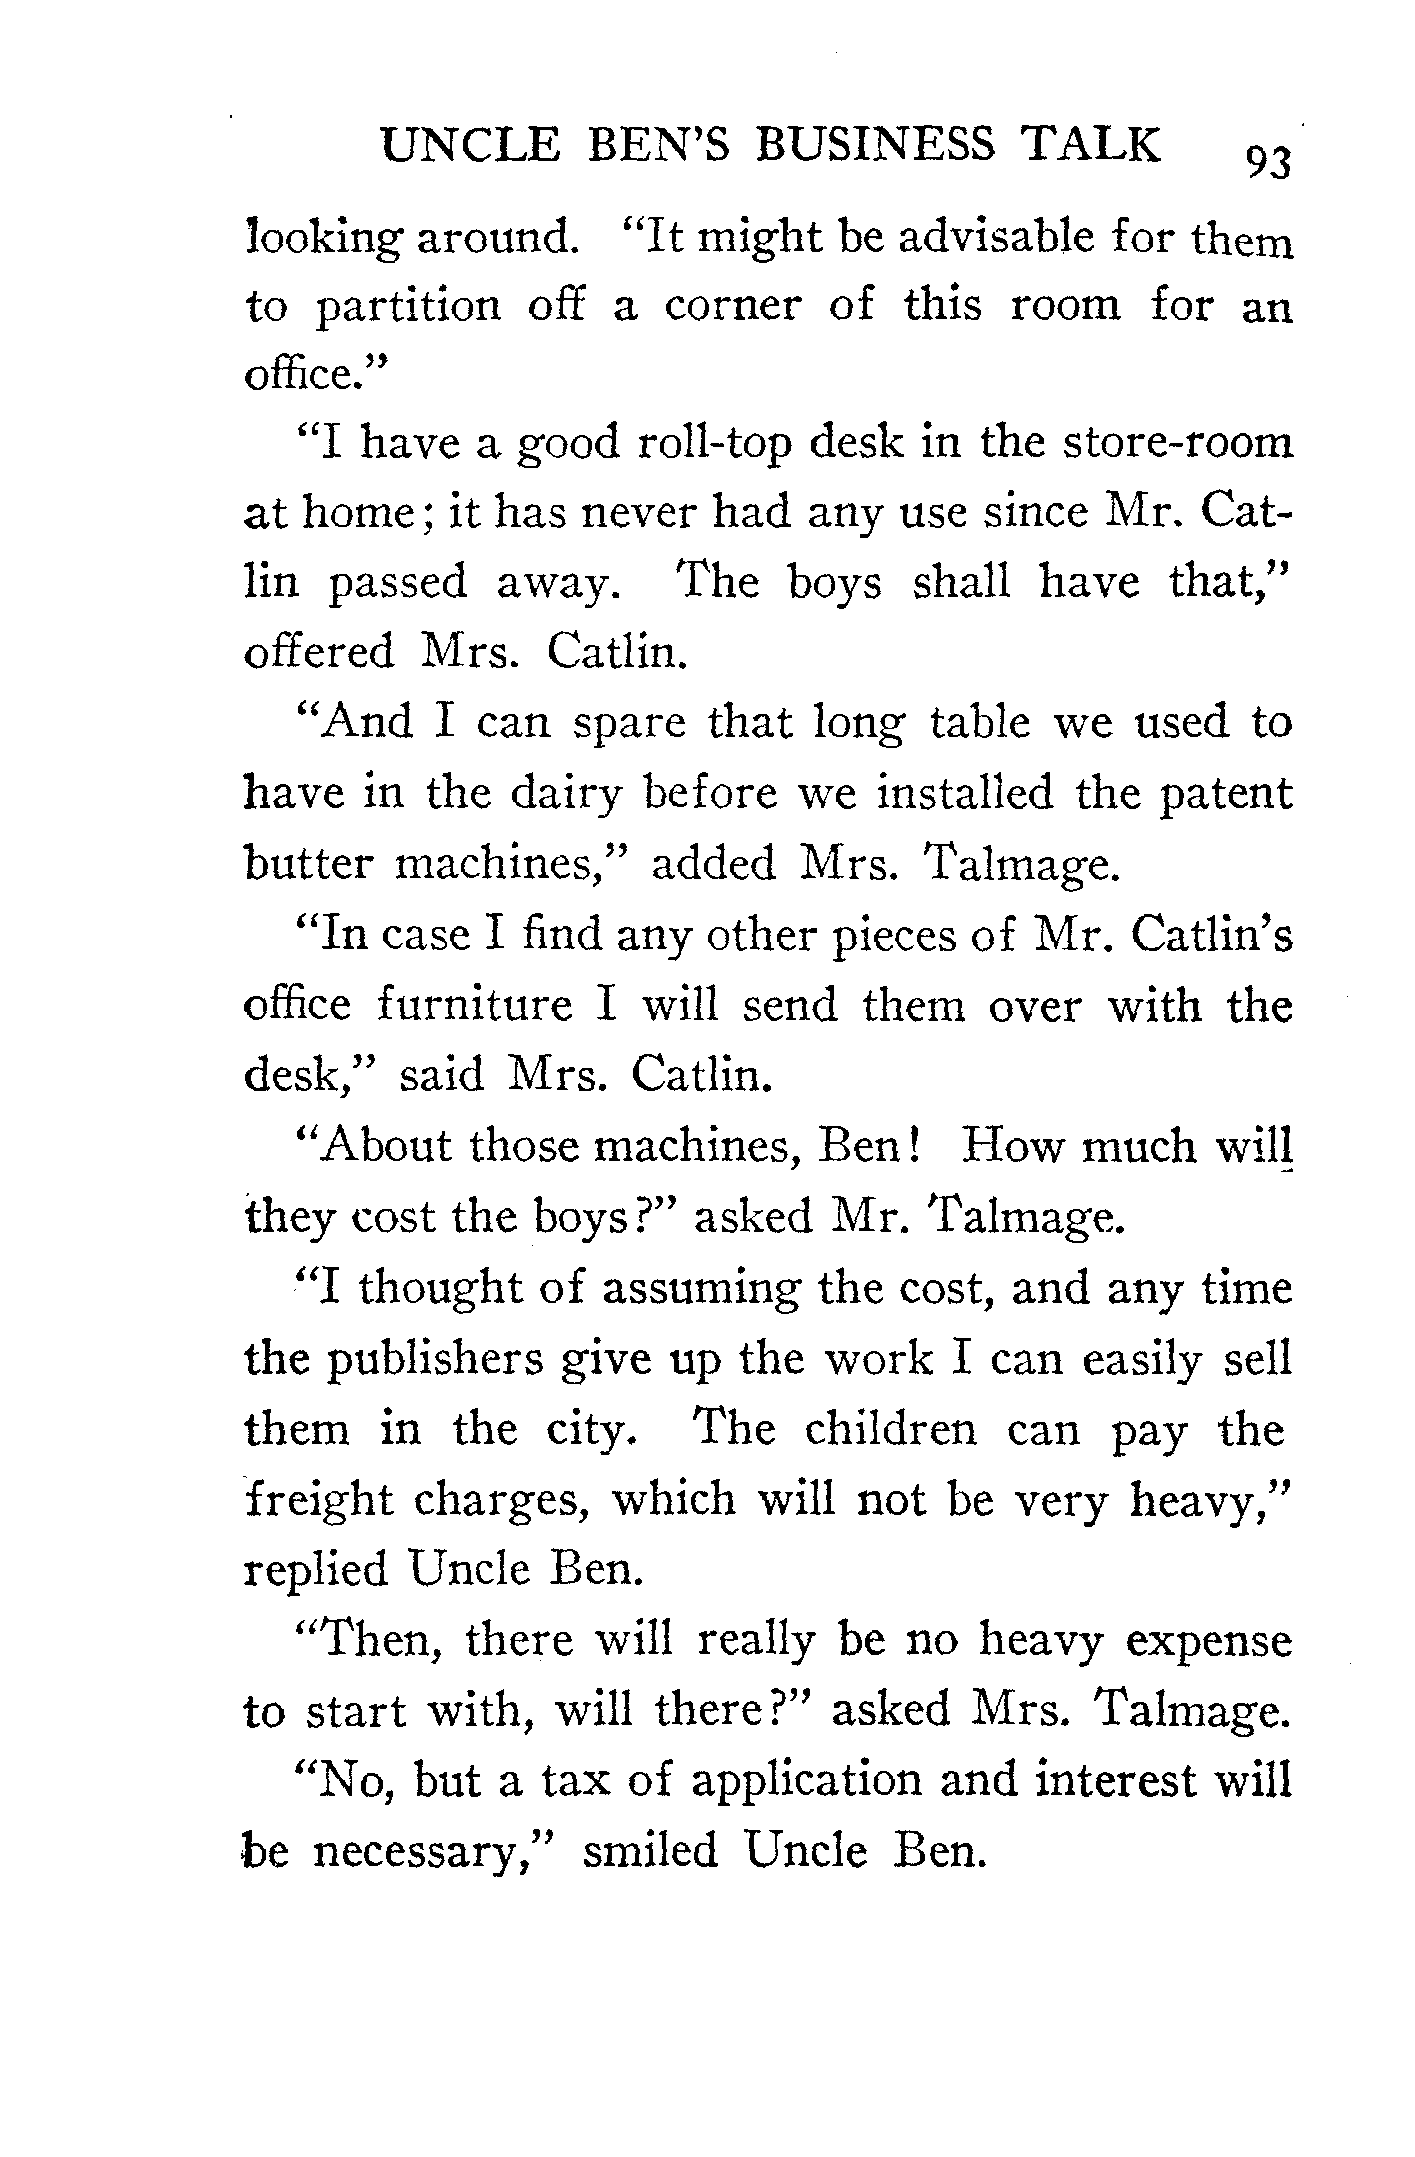 UNCLE BEN'S BUSINESS TALK 93
looking around. “It might be advisable for them
to partition off a corner of this room for an
office.”
“I have a good roll-top desk in the store-room
at home; it has never had any use since Mr. Cat-
lin passed away. The boys shall have that,”
offered Mrs. Catlin.
“And I can spare that long table we used to
have in the dairy before we installed the patent
butter machines,” added Mrs. Talmage.
“In case I find any other pieces of Mr. Catlin's
office furniture I will send them over with the
desk,” said Mrs. Catlin.
“About those machines, Ben! How much will
they cost the boys?” asked Mr. Talmage.
“I thought of assuming the cost, and any time
the publishers give up the work I can easily sell
them in the city. The children can pay the
freight charges, which will not be very heavy,”
replied Uncle Ben.
“Then, there will really be no heavy expense
to start with, will there?” asked Mrs. Talmage.
“No, but a tax of application and interest will
be necessary,” smiled Uncle Ben.